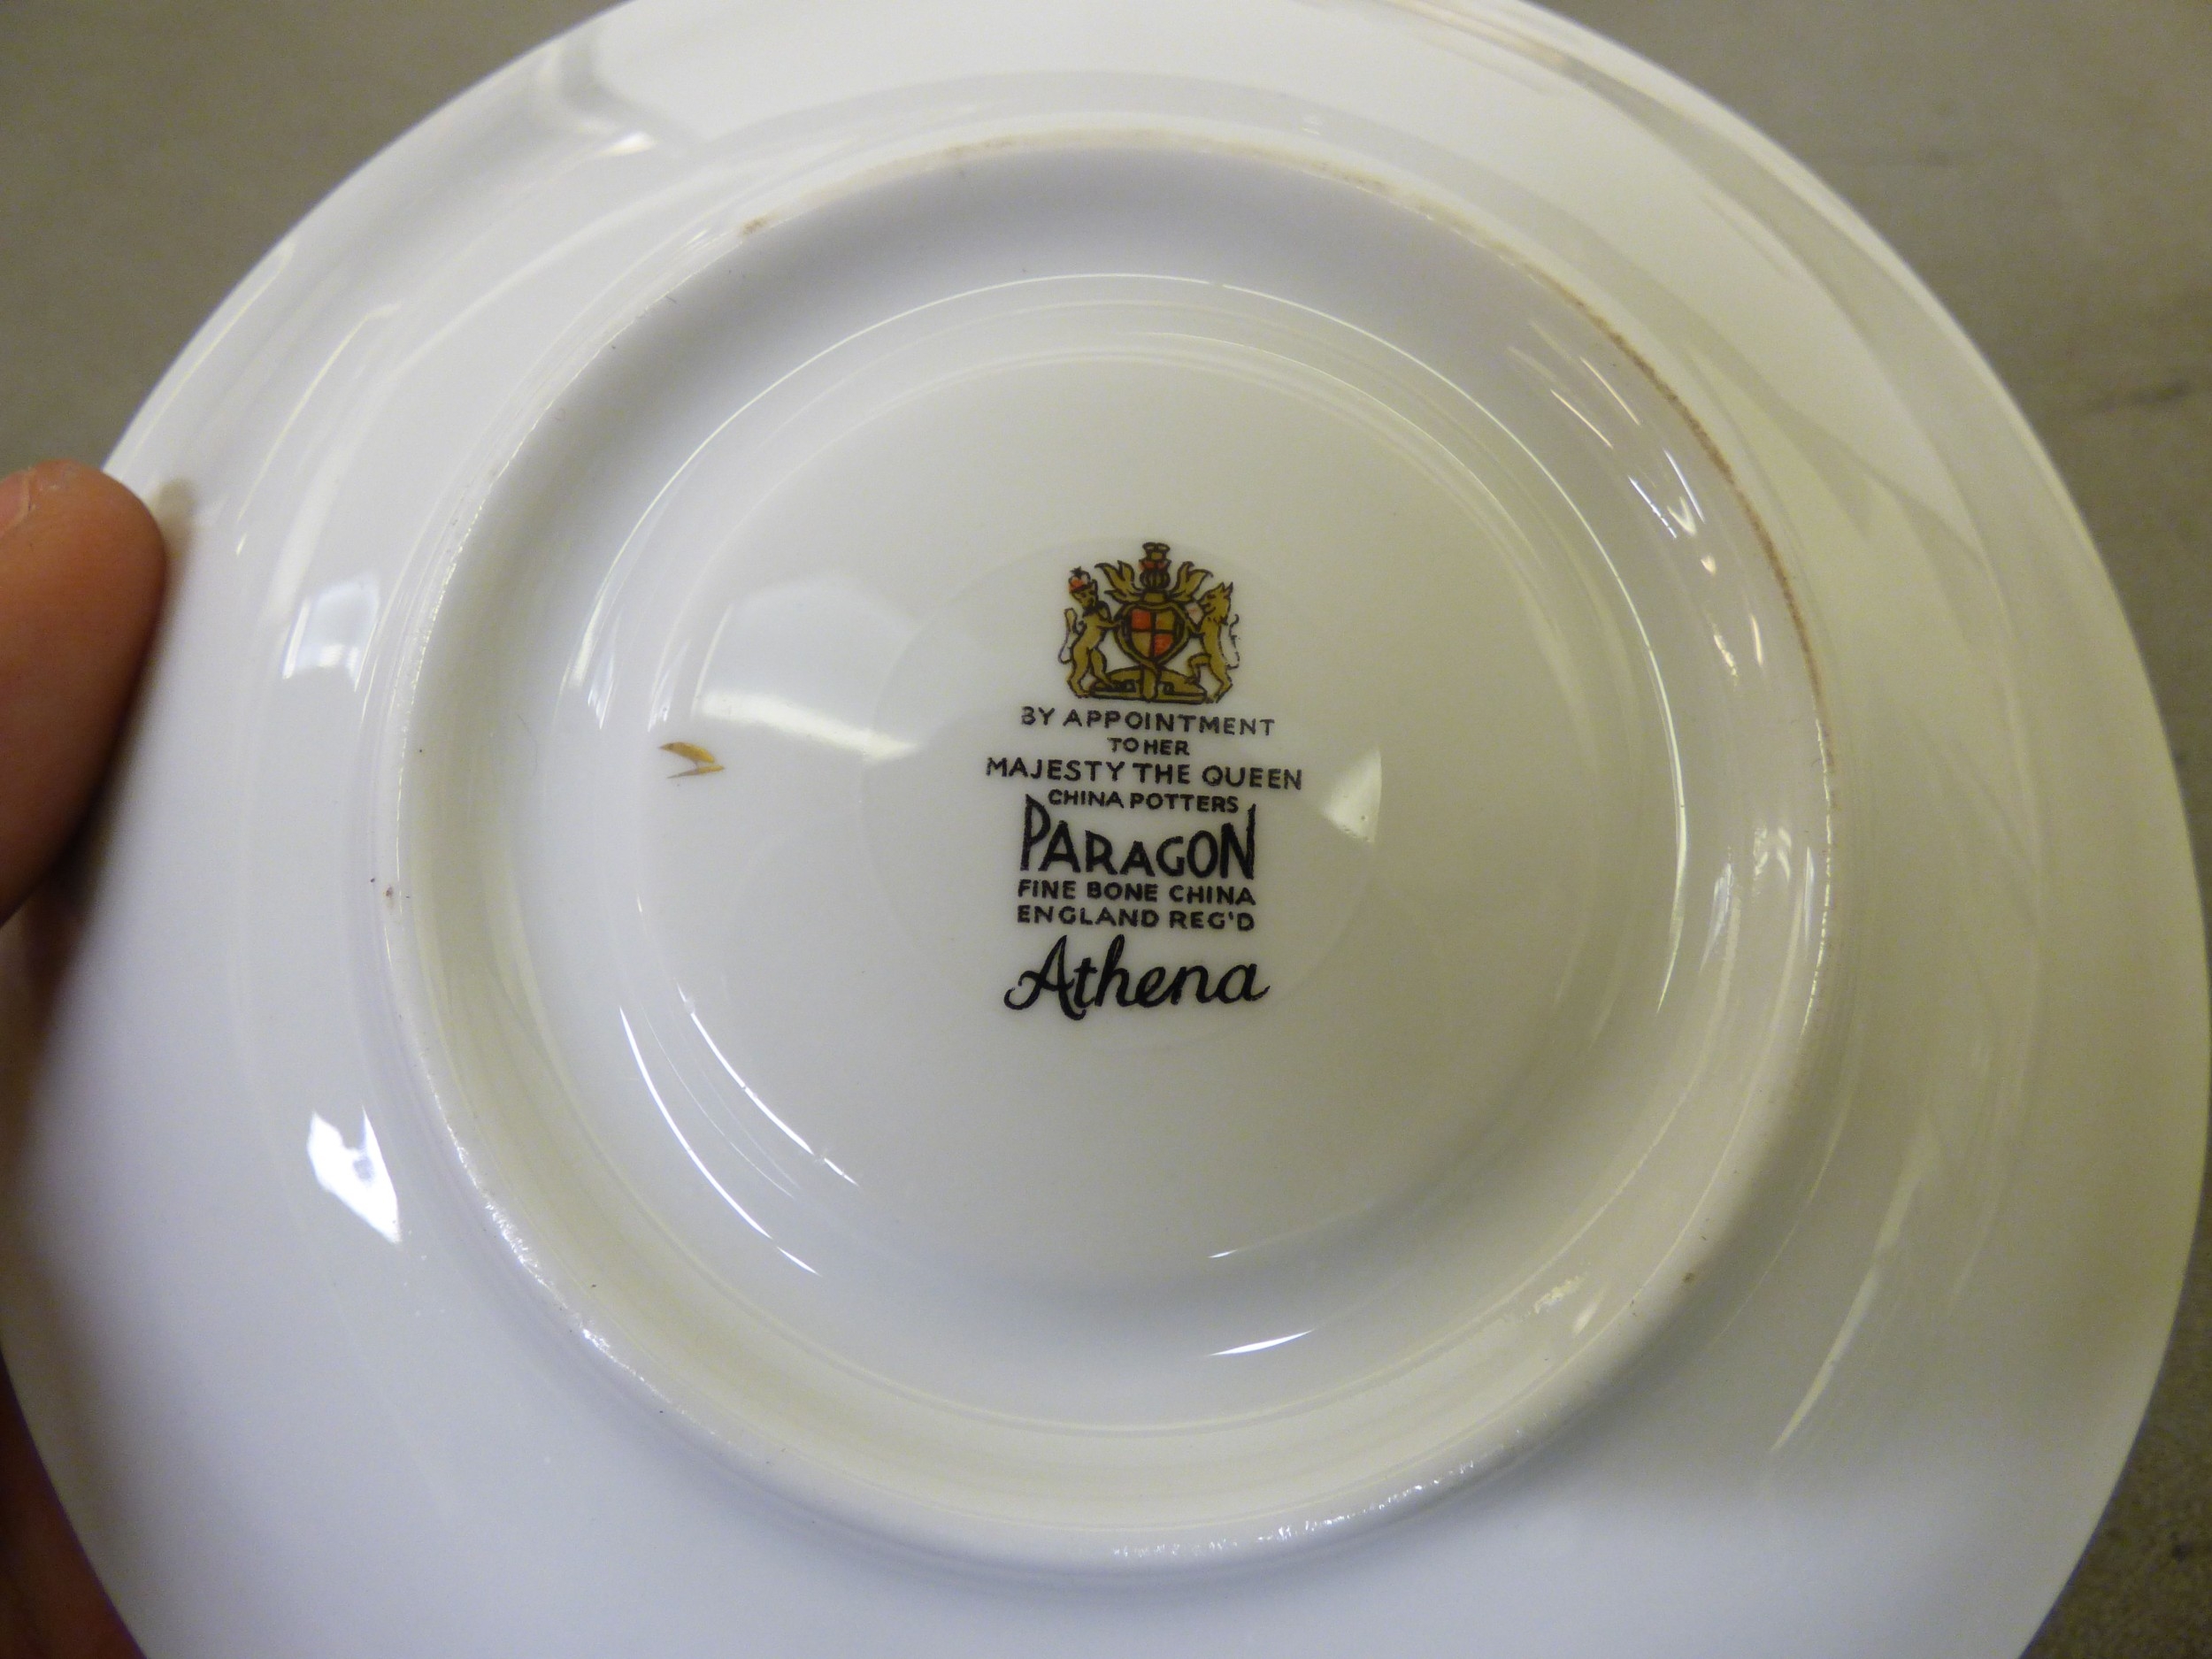 BY APPOINTMENT
TO HER
MAJESTY THE QUEEN
CHINA POTTERS
PARAGON
FINE BONE CHINA
ENGLAND REG'D
Athena